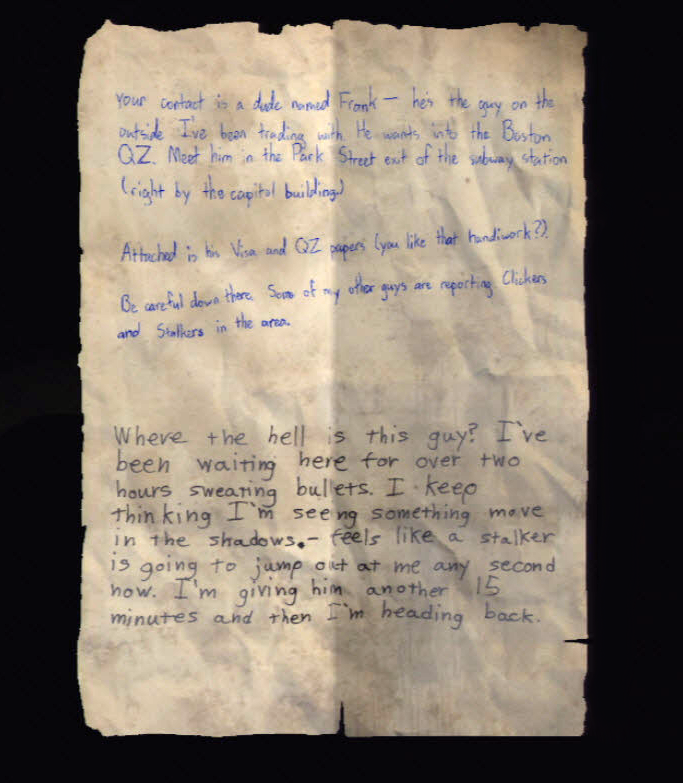 Your contact is a dude named Frank — he's the guy on the
outside I've been trading with. He wants into the Boston
QZ. Meet him in the Park Street exit of the subway station
(right by the capitol building.)
Attached is his Visa and QZ papers (you like that handiwork?).
Be careful down there. Some of my other guys are reporting Clickers
and Stalkers in the area.
Where the hell is this guy? I've
been waiting here for over two
hours sweating bullets. I keep
thinking I'm seeng something move
in the shadows.- feels like a stalker
is going to jump out at me any second
now. I'm giving him another 15
minutes and then I'm heading back.